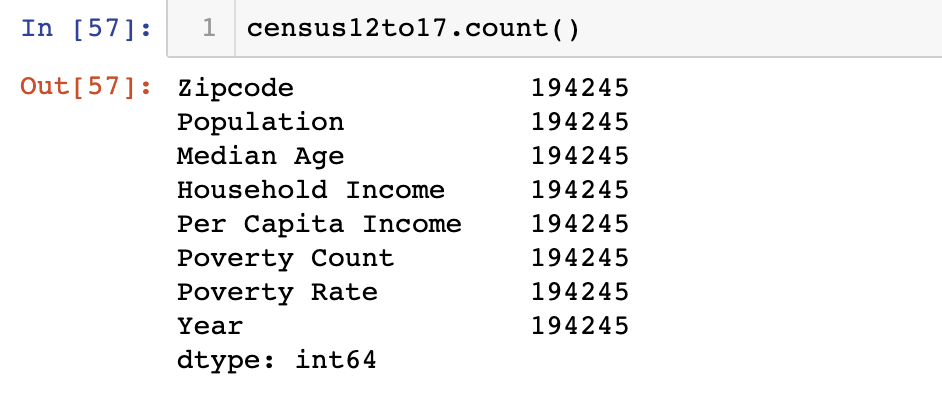 In [57]: 1 census12to17.count()
Out[57]: Zipcode 194245
Population 194245
Median Age 194245
Household Income 194245
Per Capita Income 194245
Poverty Count 194245
Poverty Rate 194245
Year 194245
dtype: int64